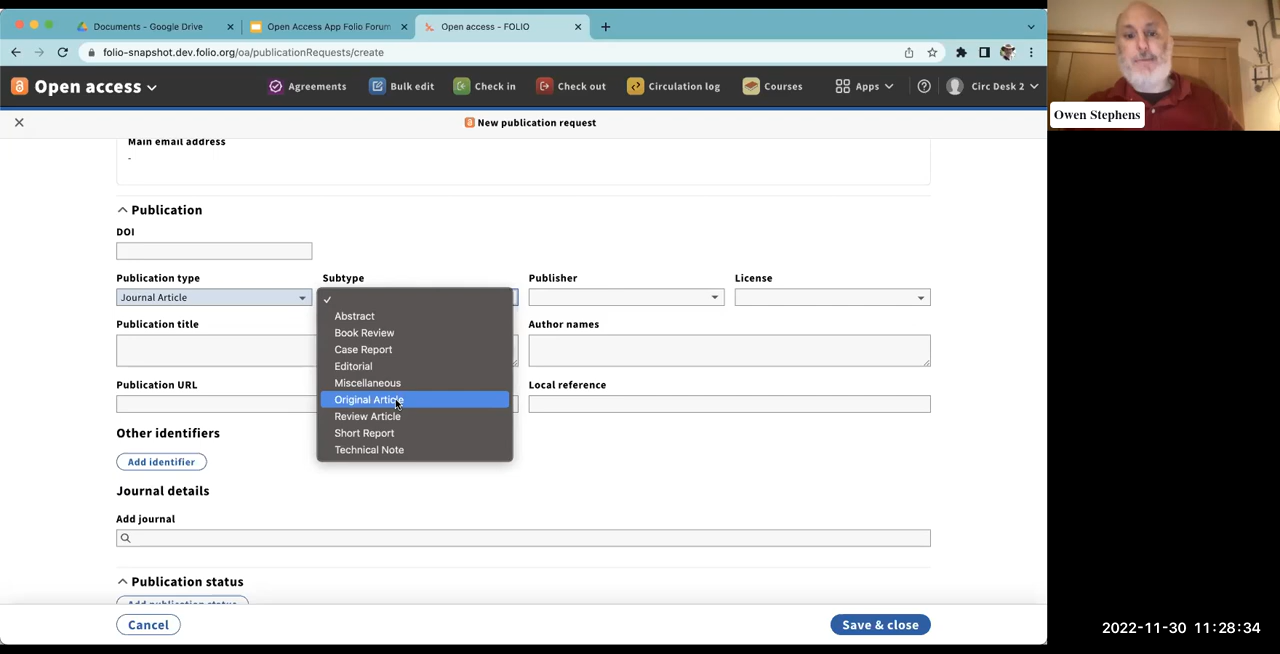 Documents - Google Drive
Open Access App Folio Forum
Open access - FOLIO
folio-snapshot.dev.folio.org/oa/publicationRequests/create
Open access
Agreements
Bulk edit
Check in
Check out
Circulation log
Courses
Apps
Circ Desk 2
New publication request
Owen Stephens
Main email address
-
Publication
DOI
Publication type
Subtype
Publisher
License
Journal Article
Abstract
Book Review
Case Report
Editorial
Miscellaneous
Original Article
Review Article
Short Report
Technical Note
Publication title
Author names
Publication URL
Local reference
Other identifiers
Add identifier
Journal details
Add journal
Publication status
Add publication status
Cancel
Save & close
2022-11-30 11:28:34